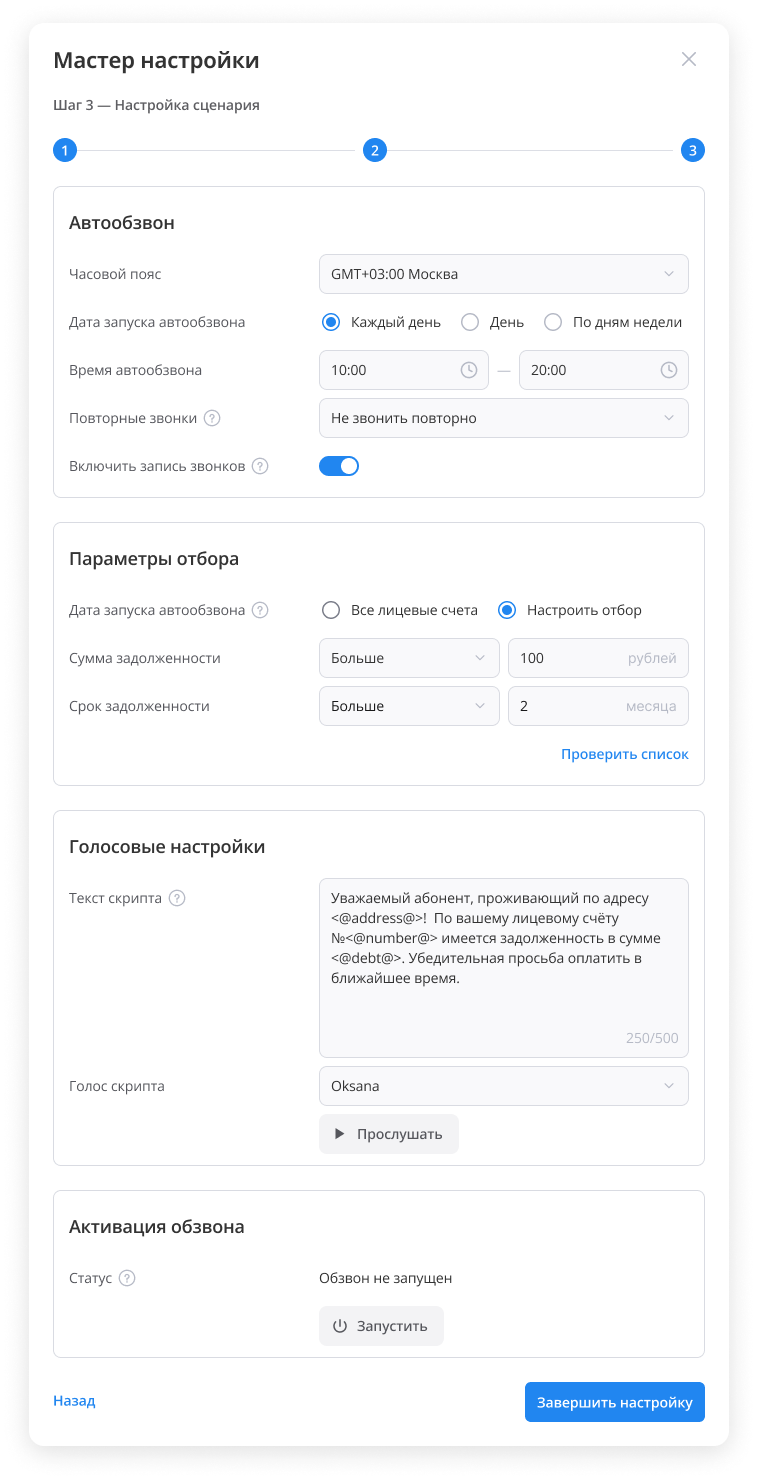 Мастер настройки
Шаг 3 — Настройка сценария
1 2 3
Автообзвон
Часовой пояс GMT+03:00 Москва
Дата запуска автообзвона Каждый день День По дням недели
Время автообзвона 10:00 — 20:00
Повторные звонки ? Не звонить повторно
Включить запись звонков ?
Параметры отбора
Дата запуска автообзвона ? Все лицевые счета Настроить отбор
Сумма задолженности Больше 100 рублей
Срок задолженности Больше 2 месяца
Проверить список
Голосовые настройки
Текст скрипта ? Уважаемый абонент, проживающий по адресу
<@address@>! По вашему лицевому счёту
№<@number@> имеется задолженность в сумме
<@debt@>. Убедительная просьба оплатить в
ближайшее время.
250/500
Голос скрипта Oksana
Прослушать
Активация обзвона
Статус ? Обзвон не запущен
Запустить
Назад Завершить настройку